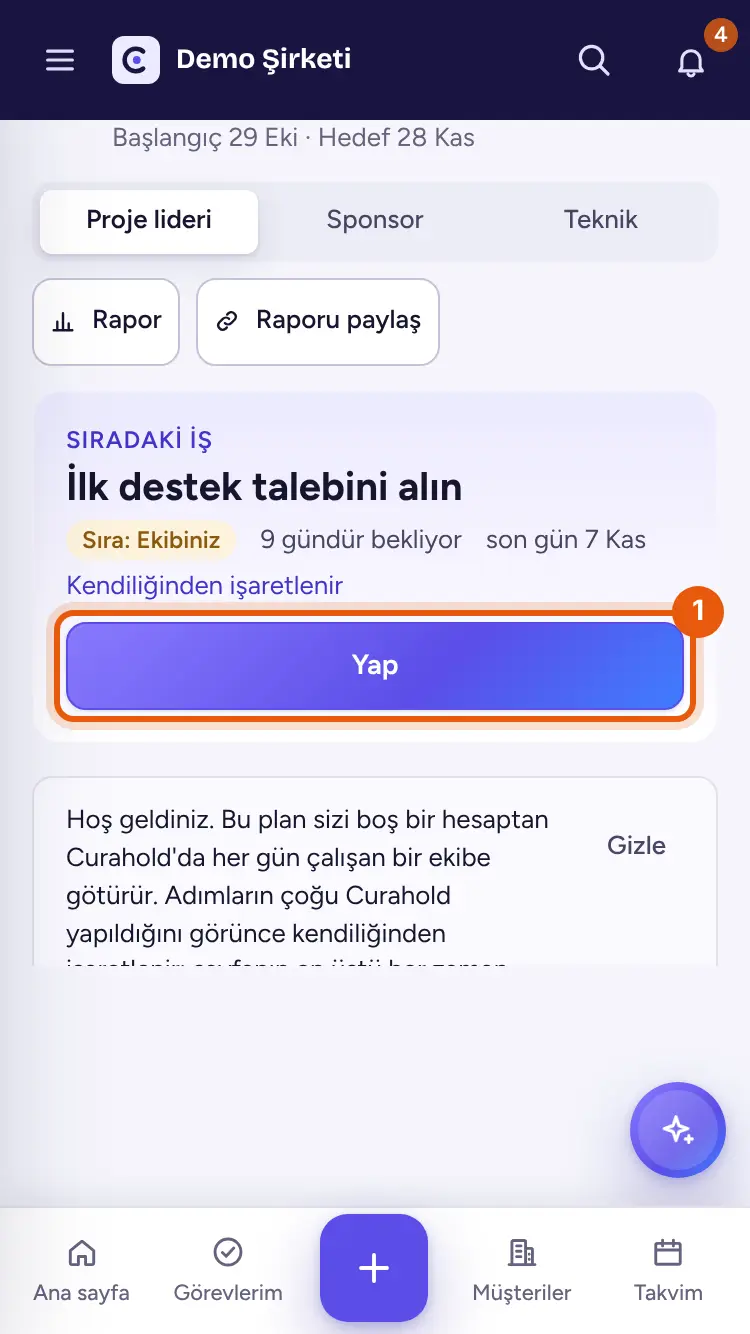 Demo Şirketi
4
Başlangıç 29 Eki · Hedef 28 Kas
Proje lideri
Sponsor
Teknik
Rapor
Raporu paylaş
SIRADAKİ İŞ
İlk destek talebini alın
Sıra: Ekibiniz
9 gündür bekliyor
son gün 7 Kas
Kendiliğinden işaretlenir
1
Yap
Hoş geldiniz. Bu plan sizi boş bir hesaptan
Gizle
Curahold'da her gün çalışan bir ekibe
götürür. Adımların çoğu Curahold
yapıldığını görünce kendiliğinden
Ana sayfa
Görevlerim
Müşteriler
Takvim